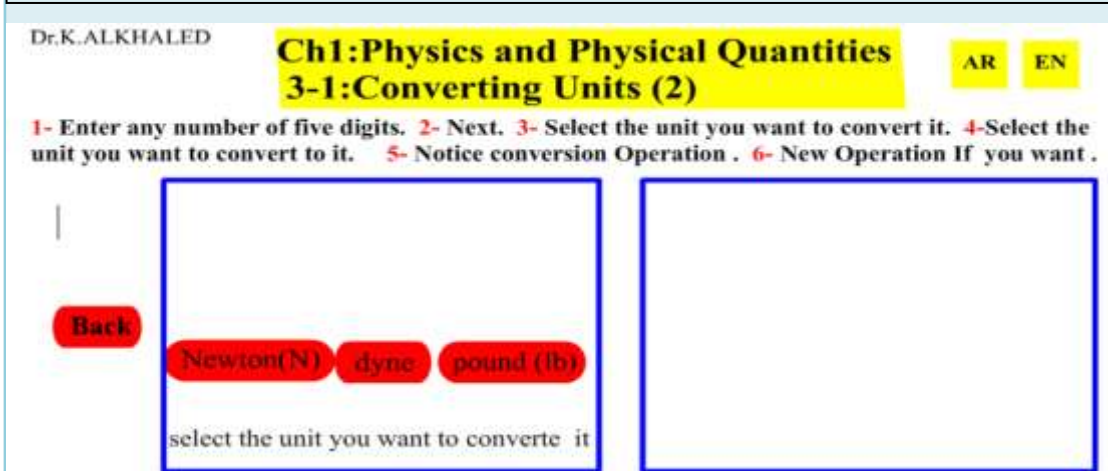 Dr.K.ALKHALED
Ch1:Physics and Physical Quantities
3-1:Converting Units (2)
AR EN
1- Enter any number of five digits. 2- Next. 3- Select the unit you want to convert it. 4-Select the
unit you want to convert to it. 5- Notice conversion Operation . 6- New Operation If you want .
Back
Newton(N) dyne pound (lb)
select the unit you want to converte it